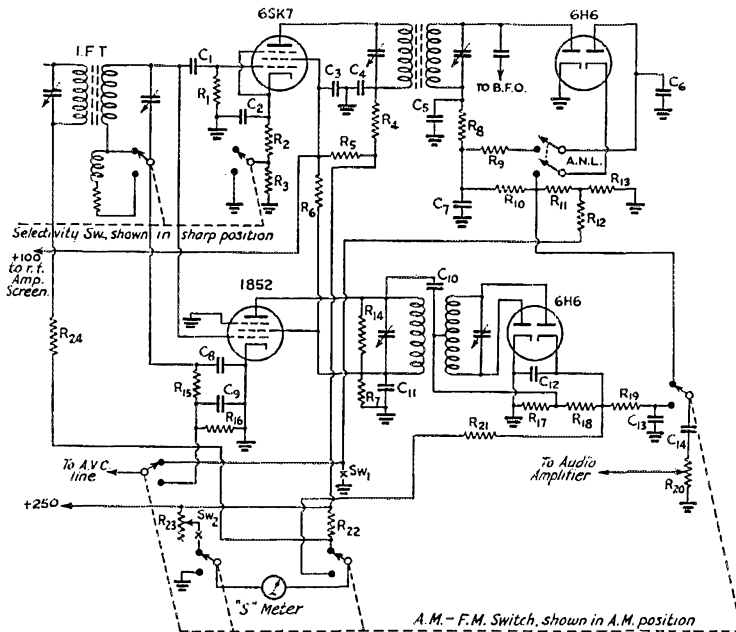 6SK7
6H6
I.F.T
C1
R1
C2
C3
C4
R2
R3
R4
R5
R6
TO B.F.O.
C5
R8
R9
A.N.L.
C6
C7
R10
R11
R13
R12
Selectivity Sw., shown in sharp position
+100
to r.f.
Amp.
Screen
1852
6H6
R24
C8
R15
C9
R16
R14
R7
C10
C11
C12
R17
R18
R19
C13
C14
R21
R20
To A.V.C.
line
Sw1
To Audio
Amplifier
+250
R23
Sw2
R22
"S" Meter
A.M.-F.M. Switch, shown in A.M. position